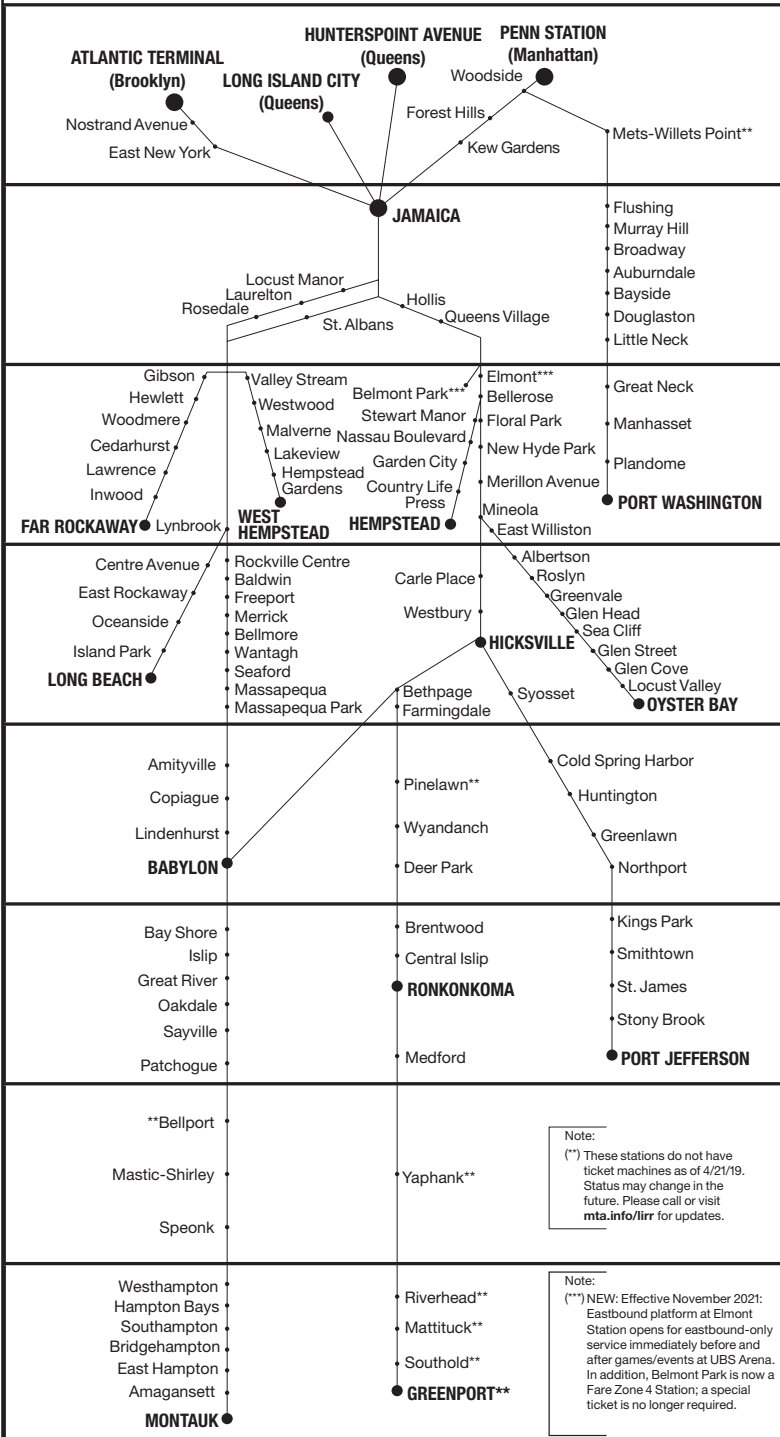 ATLANTIC TERMINAL
(Brooklyn)
LONG ISLAND CITY
(Queens)
HUNTERSPOINT AVENUE
(Queens)
PENN STATION
(Manhattan)
Woodside
Nostrand Avenue
East New York
Forest Hills
Kew Gardens
Mets-Willets Point**
JAMAICA
Locust Manor
Laurelton
Rosedale
St. Albans
Hollis
Queens Village
Flushing
Murray Hill
Broadway
Auburndale
Bayside
Douglaston
Little Neck
Gibson
Hewlett
Woodmere
Cedarhurst
Lawrence
Inwood
FAR ROCKAWAY
Lynbrook
Valley Stream
Westwood
Malverne
Lakeview
Hempstead
Gardens
WEST
HEMPSTEAD
Belmont Park***
Stewart Manor
Nassau Boulevard
Garden City
Country Life
Press
HEMPSTEAD
Elmont***
Bellerose
Floral Park
New Hyde Park
Merillon Avenue
Mineola
East Williston
Great Neck
Manhasset
Plandome
PORT WASHINGTON
Centre Avenue
East Rockaway
Oceanside
Island Park
LONG BEACH
Rockville Centre
Baldwin
Freeport
Merrick
Bellmore
Wantagh
Seaford
Massapequa
Massapequa Park
Carle Place
Westbury
HICKSVILLE
Bethpage
Farmingdale
Syosset
Albertson
Roslyn
Greenvale
Glen Head
Sea Cliff
Glen Street
Glen Cove
Locust Valley
OYSTER BAY
Amityville
Copiague
Lindenhurst
BABYLON
Pinelawn**
Wyandanch
Deer Park
Cold Spring Harbor
Huntington
Greenlawn
Northport
Bay Shore
Islip
Great River
Oakdale
Sayville
Patchogue
Brentwood
Central Islip
RONKONKOMA
Medford
Kings Park
Smithtown
St. James
Stony Brook
PORT JEFFERSON
**Bellport
Mastic-Shirley
Speonk
Yaphank**
Note:
(**) These stations do not have
ticket machines as of 4/21/19.
Status may change in the
future. Please call or visit
mta.info/lirr for updates.
Westhampton
Hampton Bays
Southampton
Bridgehampton
East Hampton
Amagansett
MONTAUK
Riverhead**
Mattituck**
Southold**
GREENPORT**
Note:
(***) NEW: Effective November 2021:
Eastbound platform at Elmont
Station opens for eastbound-only
service immediately before and
after games/events at UBS Arena.
In addition, Belmont Park is now a
Fare Zone 4 Station; a special
ticket is no longer required.